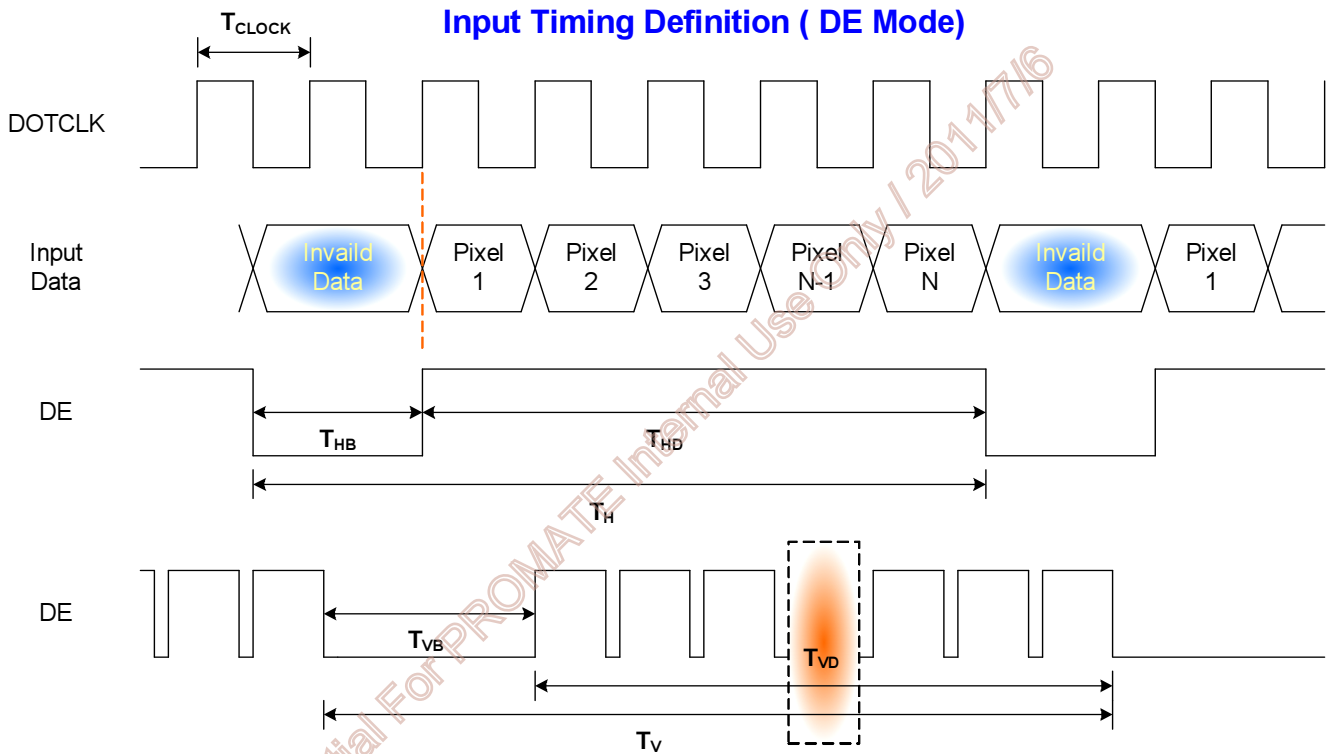 Input Timing Definition ( DE Mode)
TCLOCK
DOTCLK
Input
Data
Invaild
Data
Pixel
1
Pixel
2
Pixel
3
Pixel
N-1
Pixel
N
Invaild
Data
Pixel
1
DE
THB
THD
TH
DE
TVB
TVD
TV
tial For PROMATE Internal Use Only / 2011/7/6